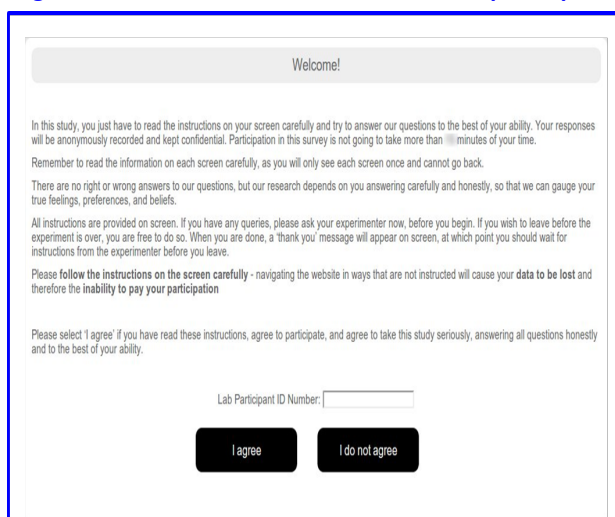 Welcome!
In this study, you just have to read the instructions on your screen carefully and try to answer our questions to the best of your ability. Your responses
will be anonymously recorded and kept confidential. Participation in this survey is not going to take more than minutes of your time.
Remember to read the information on each screen carefully, as you will only see each screen once and cannot go back.
There are no right or wrong answers to our questions, but our research depends on you answering carefully and honestly, so that we can gauge your
true feelings, preferences, and beliefs.
All instructions are provided on screen. If you have any queries, please ask your experimenter now, before you begin. If you wish to leave before the
experiment is over, you are free to do so. When you are done, a 'thank you' message will appear on screen, at which point you should wait for
instructions from the experimenter before you leave.
Please follow the instructions on the screen carefully - navigating the website in ways that are not instructed will cause your data to be lost and
therefore the inability to pay your participation
Please select 'I agree' if you have read these instructions, agree to participate, and agree to take this study seriously, answering all questions honestly
and to the best of your ability.
Lab Participant ID Number:
I agree I do not agree